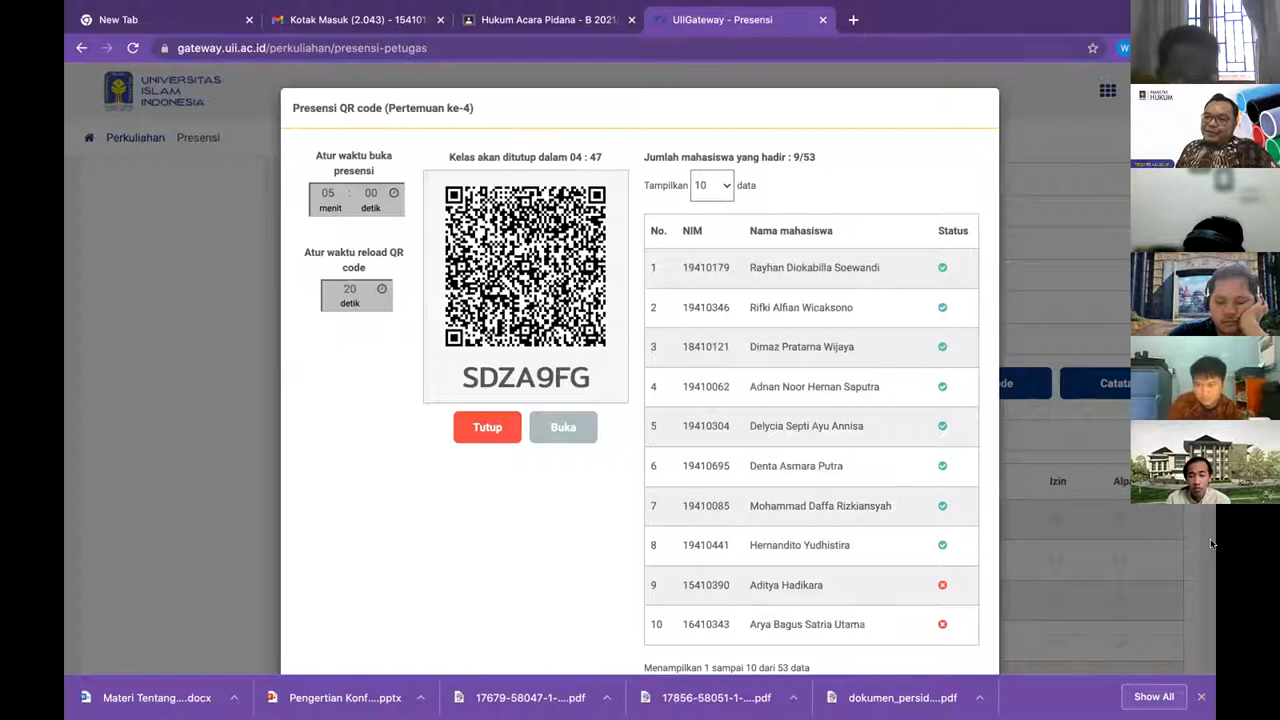 New Tab
Kotak Masuk (2.043) - 154101
Hukum Acara Pidana - B 2021/
UIIGateway - Presensi
gateway.uii.ac.id/perkuliahan/presensi-petugas
UNIVERSITAS
ISLAM
INDONESIA
FAKULTAS
HUKUM
Perkuliahan Presensi
Presensi QR code (Pertemuan ke-4)
Atur waktu buka
presensi
05 : 00
menit detik
Atur waktu reload QR
code
20
detik
Kelas akan ditutup dalam 04 : 47
SDZA9FG
Tutup Buka
Jumlah mahasiswa yang hadir : 9/53
Tampilkan 10 data
No. NIM Nama mahasiswa Status
1 19410179 Rayhan Diokabilla Soewandi
2 19410346 Rifki Alfian Wicaksono
3 18410121 Dimaz Pratama Wijaya
4 19410062 Adnan Noor Hernan Saputra
5 19410304 Delycia Septi Ayu Annisa
6 19410695 Denta Asmara Putra
7 19410085 Mohammad Daffa Rizkiansyah
8 19410441 Hernandito Yudhistira
9 15410390 Aditya Hadikara
10 16410343 Arya Bagus Satria Utama
Menampilkan 1 sampai 10 dari 53 data
de
Catata
Izin Alpa
Materi Tentang....docx
Pengertian Konf....pptx
17679-58047-1-....pdf
17856-58051-1-....pdf
dokumen_persid....pdf
Show All